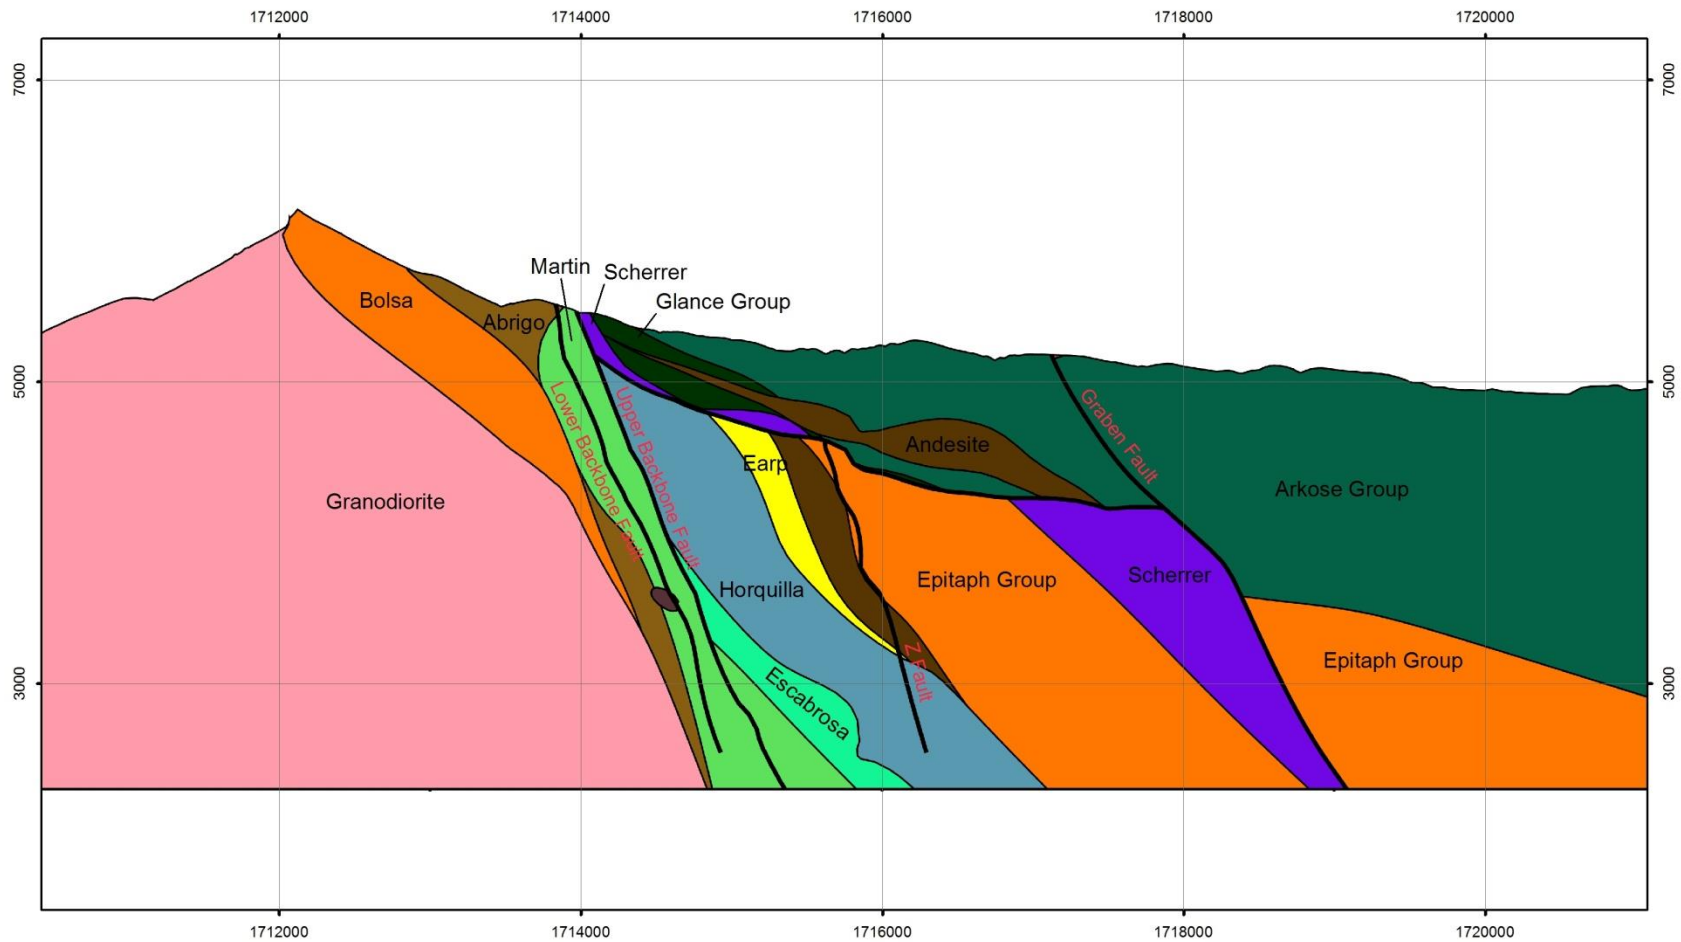 1712000 1714000 1716000 1718000 1720000
7000 7000
Martin
Scherrer
Glance Group
Bolsa
Abrigo
5000 5000
Lower Backbone Fault
Upper Backbone Fault
Graben Fault
Andesite
Earp
Arkose Group
Granodiorite
Horquilla
Epitaph Group
Scherrer
Z Fault
Epitaph Group
3000 3000
Escabrosa
1712000 1714000 1716000 1718000 1720000